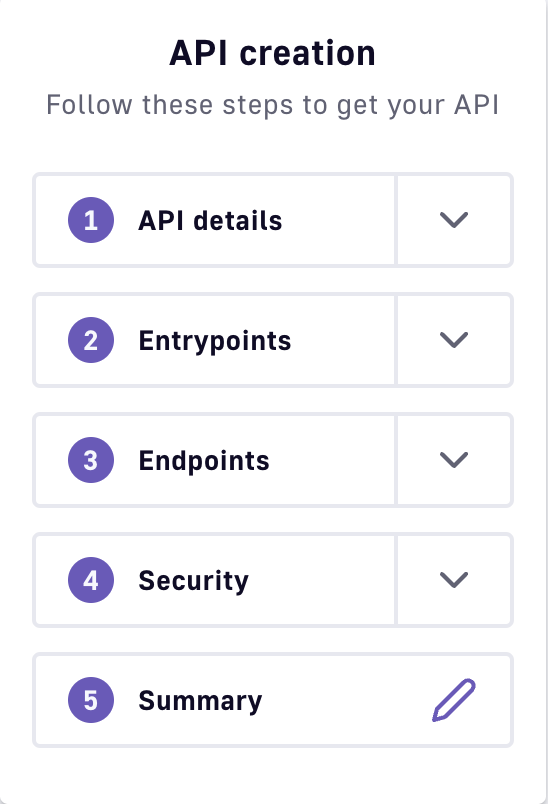 API creation
Follow these steps to get your API
1 API details
2 Entrypoints
3 Endpoints
4 Security
5 Summary